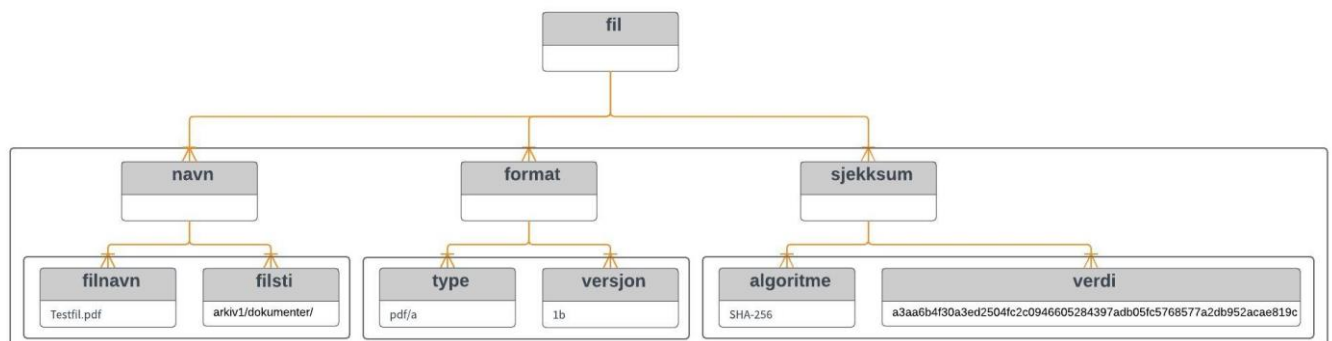 fil
navn
format
sjekksum
filnavn
filsti
type
versjon
algoritme
verdi
Testfil.pdf
arkiv1/dokumenter/
pdf/a
1b
SHA-256
a3aa6b4f30a3ed2504fc2c0946605284397adb05fc5768577a2db952acae819c